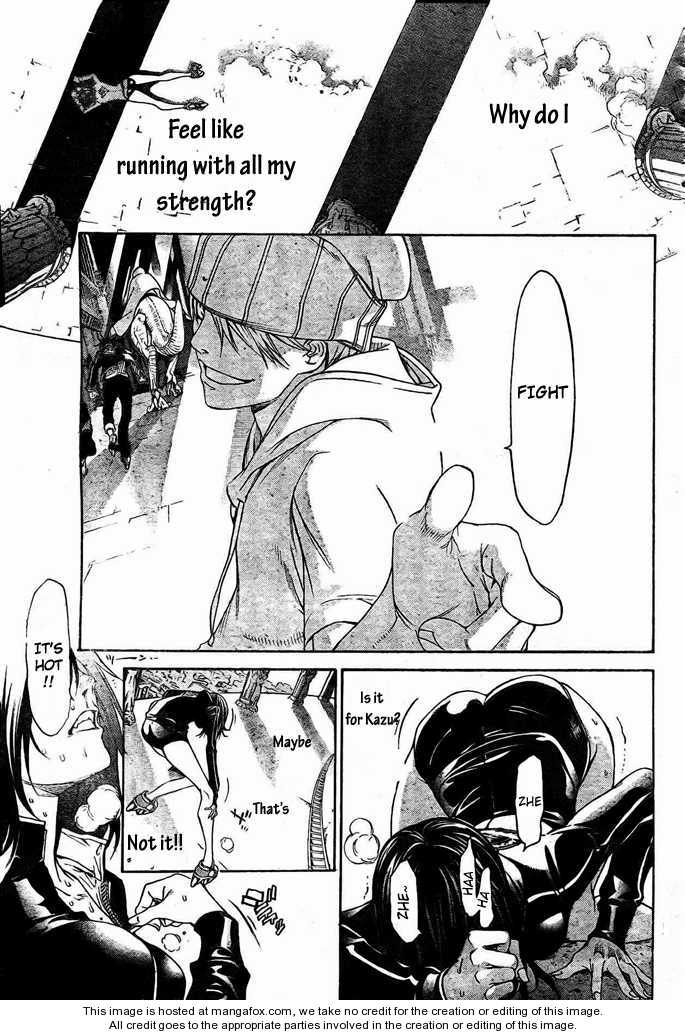 Why do I
Feel like
running with all my
strength?
FIGHT
Is it
for Kazu?
ZHE
HAA
HA
ZHE~
Maybe
That's
Not it!!
IT'S
HOT
!!
This image is hosted at mangafox.com, we take no credit for the creation or editing of this image.
All credit goes to the appropriate parties involved in the creation or editing of this image.